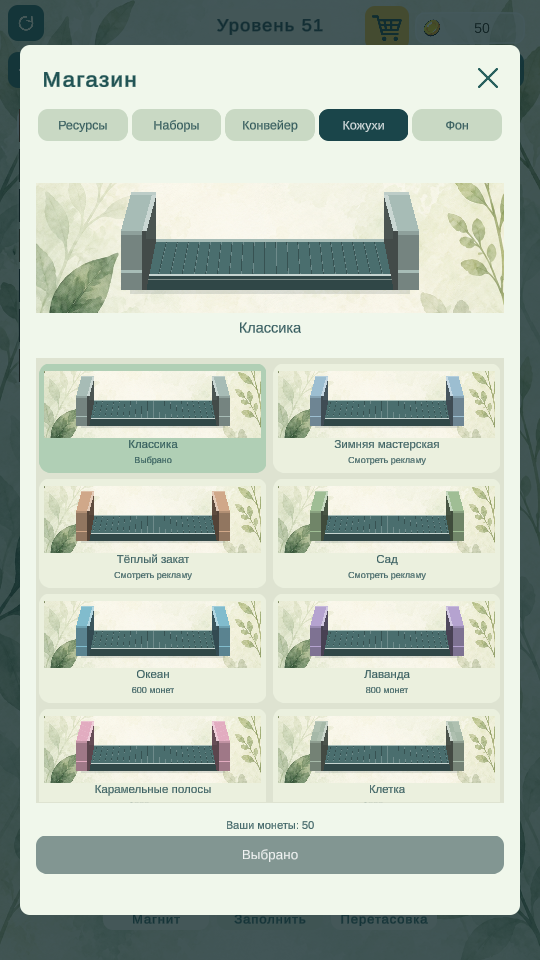 Уровень 51
50
Магазин
Ресурсы
Наборы
Конвейер
Кожухи
Фон
Классика
Классика
Выбрано
Зимняя мастерская
Смотреть рекламу
Тёплый закат
Смотреть рекламу
Сад
Смотреть рекламу
Океан
600 монет
Лаванда
800 монет
Карамельные полосы
Клетка
Ваши монеты: 50
Выбрано
Магнит
Заполнить
Перетасовка